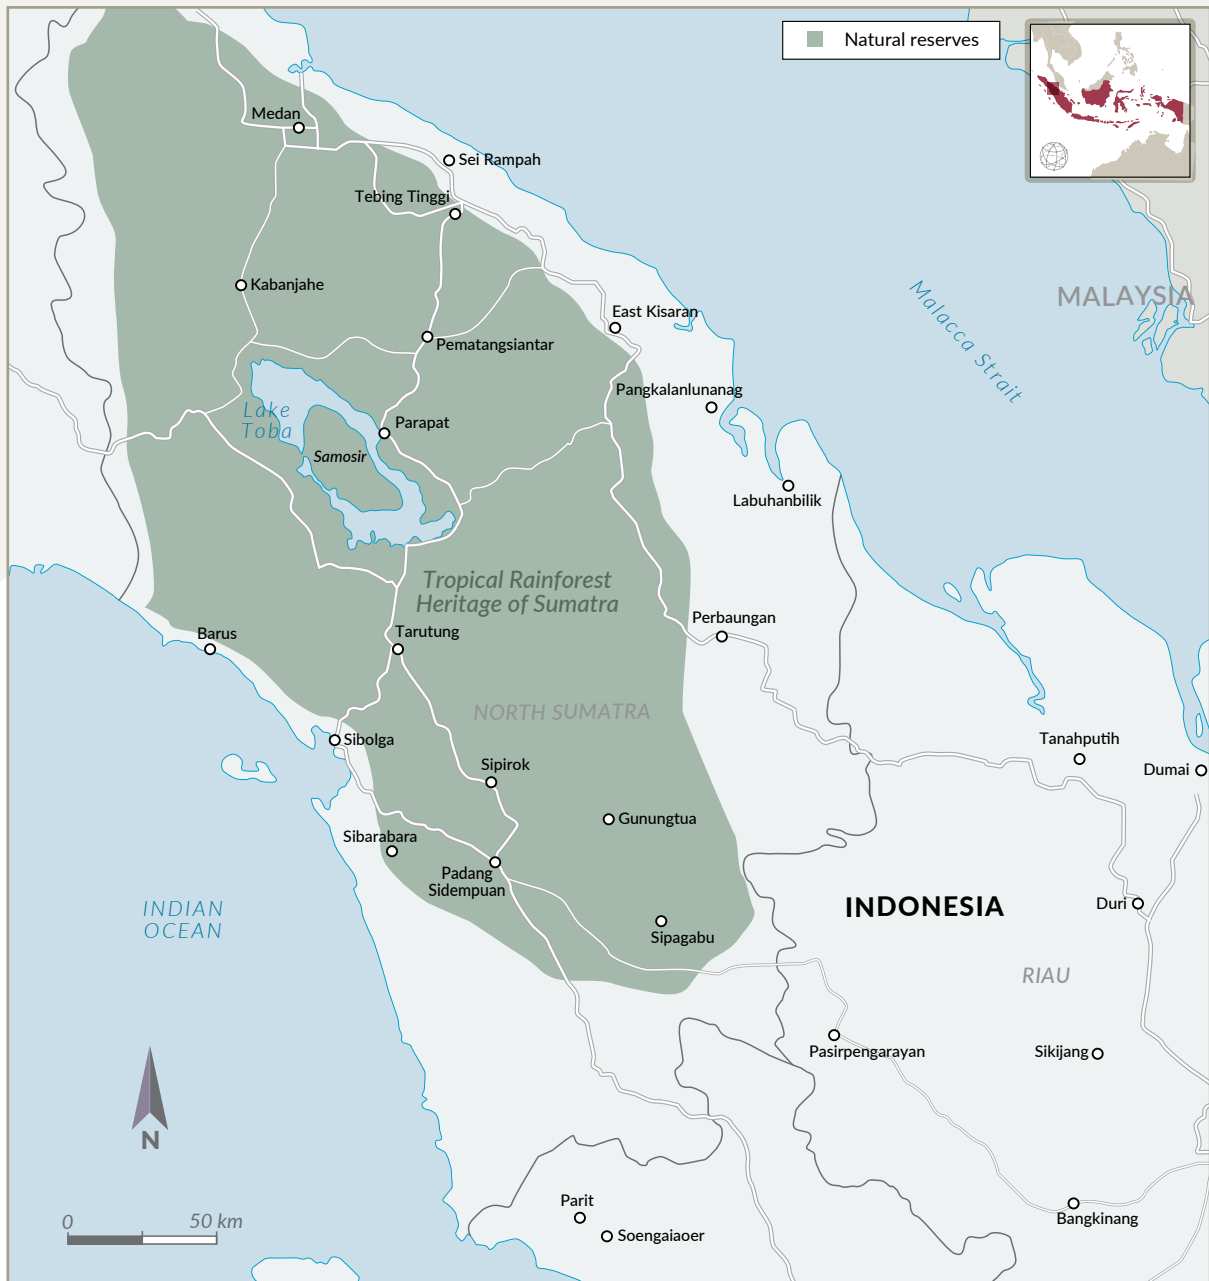 Natural reserves
Medan
Sei Rampah
Tebing Tinggi
Kabanjahe
MALAYSIA
Malacca Strait
East Kisaran
Pematangsiantar
Pangkalanlunanag
Lake
Toba
Parapat
Samosir
Labuhanbilik
Tropical Rainforest
Heritage of Sumatra
Perbaungan
Barus
Tarutung
NORTH SUMATRA
Sibolga
Tanahputih
Sipirok
Dumai
Gunungtua
Sibarabara
Padang
Sidempuan
INDIAN
OCEAN
INDONESIA
Duri
Sipagabu
RIAU
Pasirpengarayan
Sikijang
N
Parit
0 50 km
Soengaiaoer
Bangkinang